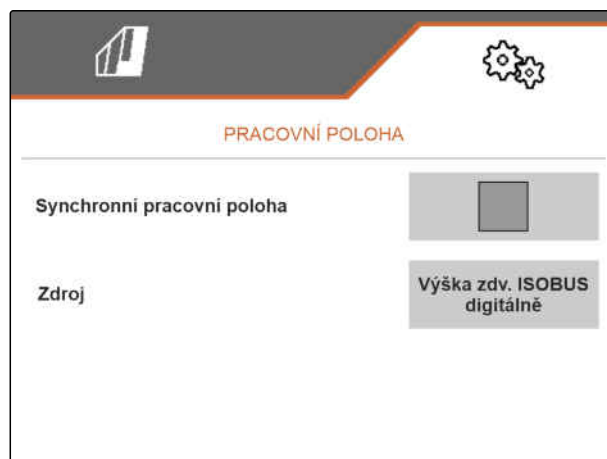 PRACOVNÍ POLOHA
Synchronní pracovní poloha
Zdroj
Výška zdv. ISOBUS
digitálně